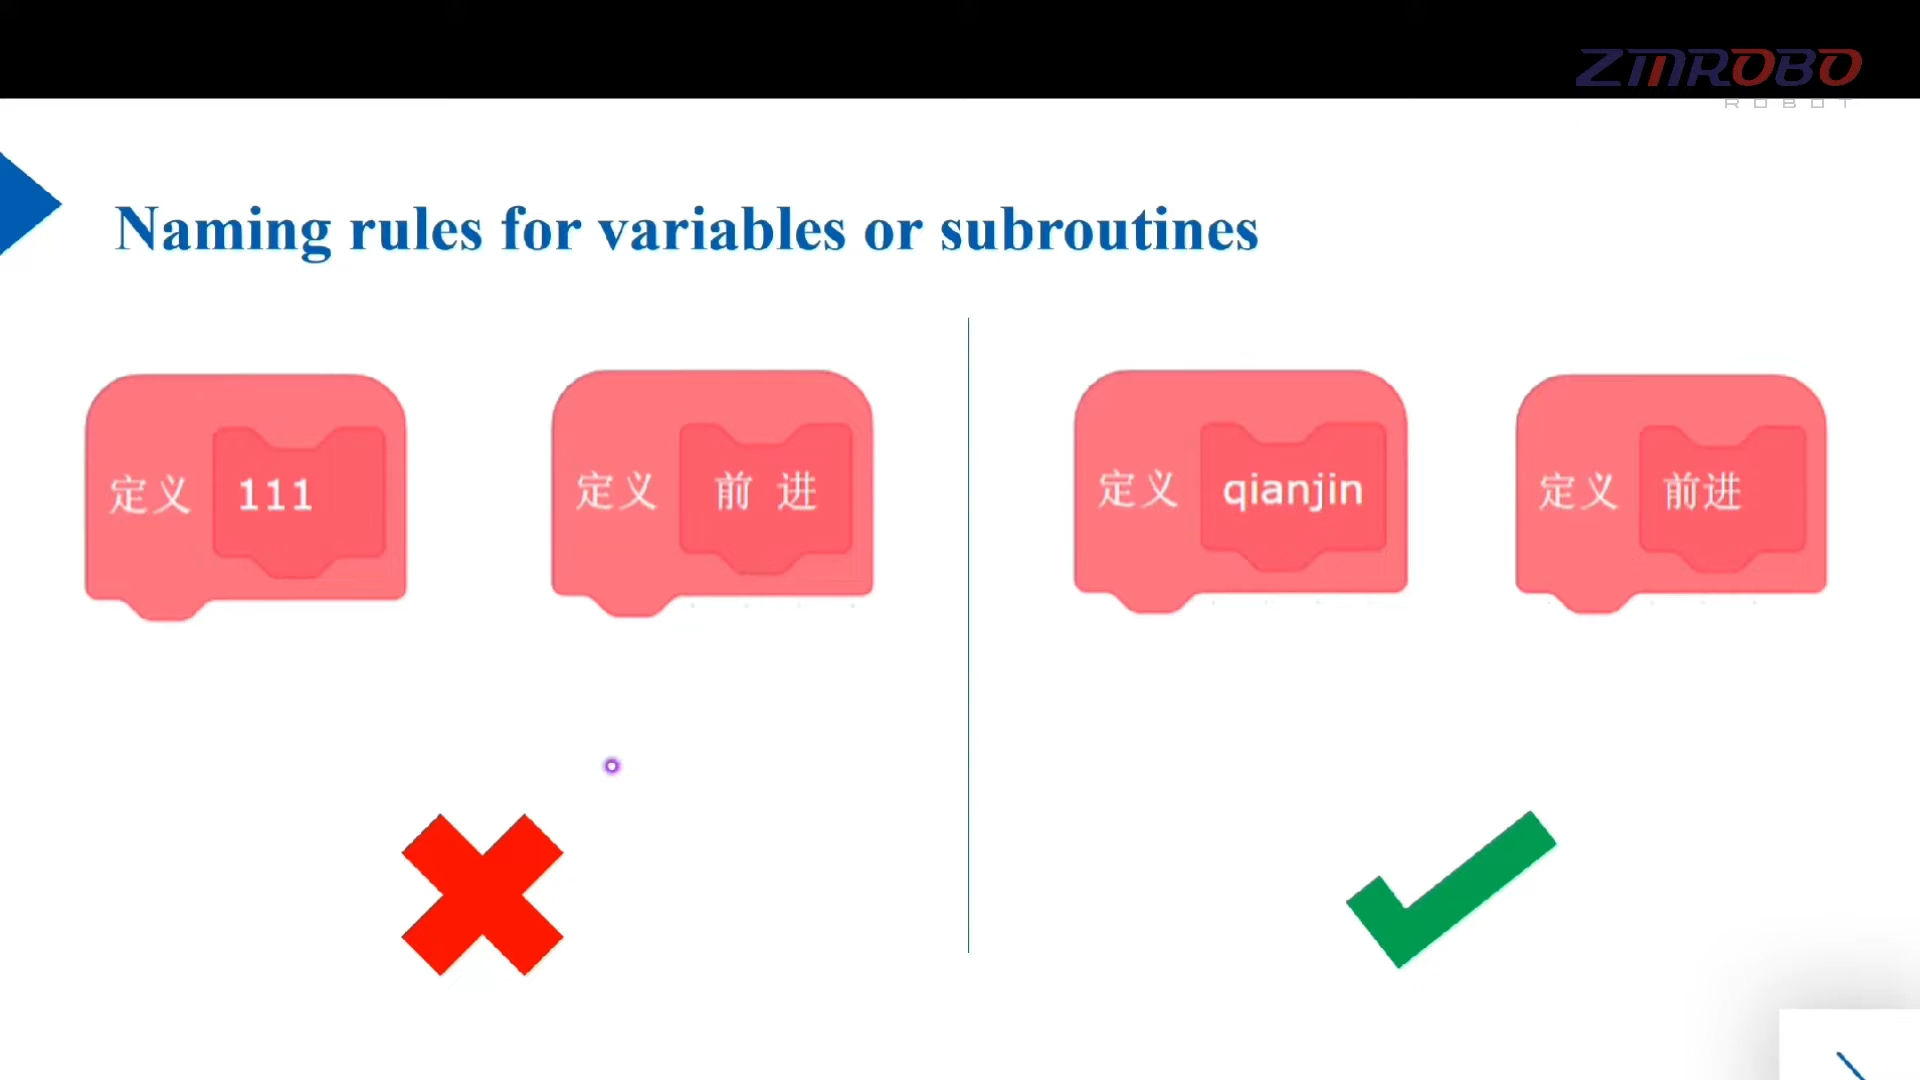 ZMROBO
ROBOT
Naming rules for variables or subroutines
定义 111
定义 前 进
定义 qianjin
定义 前进